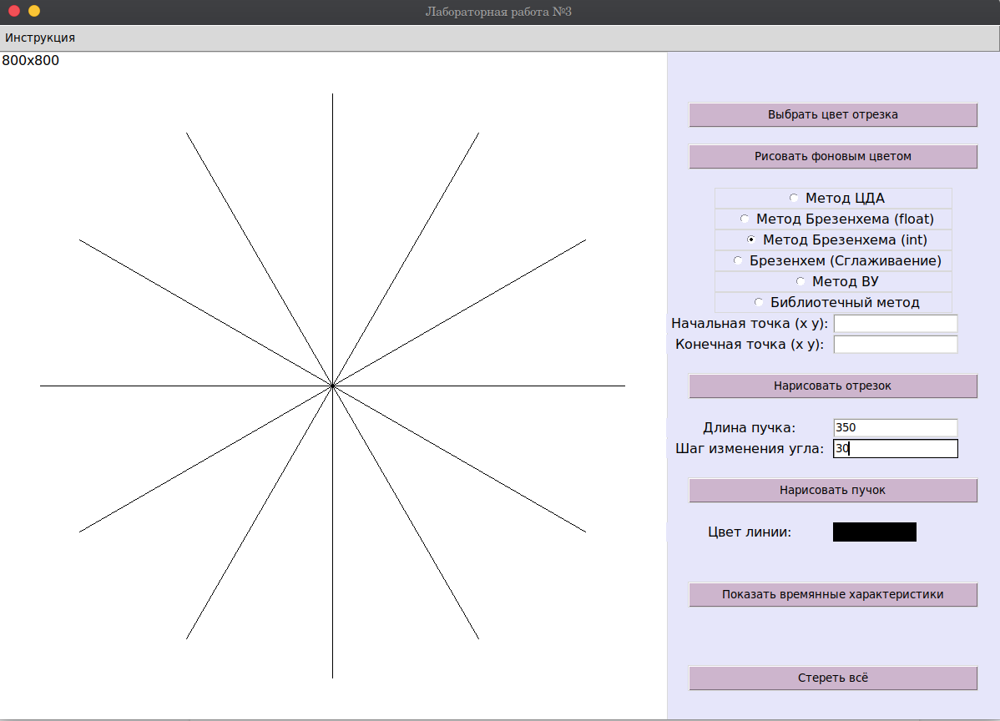 Лабораторная работа №3
Инструкция
800x800
Выбрать цвет отрезка
Рисовать фоновым цветом
Метод ЦДА
Метод Брезенхема (float)
Метод Брезенхема (int)
Брезенхем (Сглаживаение)
Метод ВУ
Библиотечный метод
Начальная точка (x y):
Конечная точка (x y):
Нарисовать отрезок
Длина пучка: 350
Шаг изменения угла: 30
Нарисовать пучок
Цвет линии:
Показать времянные характеристики
Стереть всё